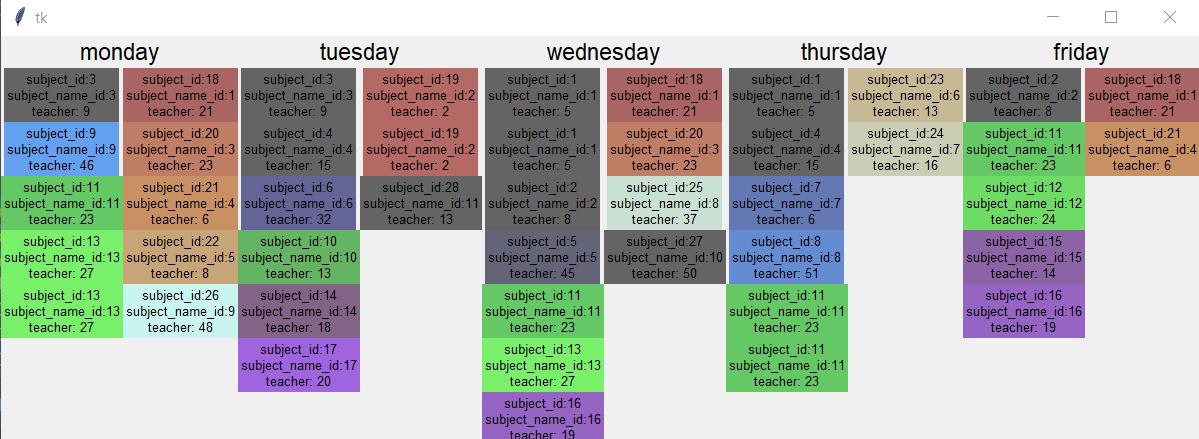 tk
monday
tuesday
wednesday
thursday
friday
subject_id:3
subject_name_id:3
teacher: 9
subject_id:9
subject_name_id:9
teacher: 46
subject_id:11
subject_name_id:11
teacher: 23
subject_id:13
subject_name_id:13
teacher: 27
subject_id:13
subject_name_id:13
teacher: 27
subject_id:18
subject_name_id:1
teacher: 21
subject_id:20
subject_name_id:3
teacher: 23
subject_id:21
subject_name_id:4
teacher: 6
subject_id:22
subject_name_id:5
teacher: 8
subject_id:26
subject_name_id:9
teacher: 48
subject_id:3
subject_name_id:3
teacher: 9
subject_id:4
subject_name_id:4
teacher: 15
subject_id:6
subject_name_id:6
teacher: 32
subject_id:10
subject_name_id:10
teacher: 13
subject_id:14
subject_name_id:14
teacher: 18
subject_id:17
subject_name_id:17
teacher: 20
subject_id:19
subject_name_id:2
teacher: 2
subject_id:19
subject_name_id:2
teacher: 2
subject_id:28
subject_name_id:11
teacher: 13
subject_id:1
subject_name_id:1
teacher: 5
subject_id:1
subject_name_id:1
teacher: 5
subject_id:2
subject_name_id:2
teacher: 8
subject_id:5
subject_name_id:5
teacher: 45
subject_id:11
subject_name_id:11
teacher: 23
subject_id:13
subject_name_id:13
teacher: 27
subject_id:16
subject_name_id:16
teacher: 19
subject_id:18
subject_name_id:1
teacher: 21
subject_id:20
subject_name_id:3
teacher: 23
subject_id:25
subject_name_id:8
teacher: 37
subject_id:27
subject_name_id:10
teacher: 50
subject_id:1
subject_name_id:1
teacher: 5
subject_id:4
subject_name_id:4
teacher: 15
subject_id:7
subject_name_id:7
teacher: 6
subject_id:8
subject_name_id:8
teacher: 51
subject_id:11
subject_name_id:11
teacher: 23
subject_id:11
subject_name_id:11
teacher: 23
subject_id:23
subject_name_id:6
teacher: 13
subject_id:24
subject_name_id:7
teacher: 16
subject_id:2
subject_name_id:2
teacher: 8
subject_id:11
subject_name_id:11
teacher: 23
subject_id:12
subject_name_id:12
teacher: 24
subject_id:15
subject_name_id:15
teacher: 14
subject_id:16
subject_name_id:16
teacher: 19
subject_id:18
subject_name_id:1
teacher: 21
subject_id:21
subject_name_id:4
teacher: 6